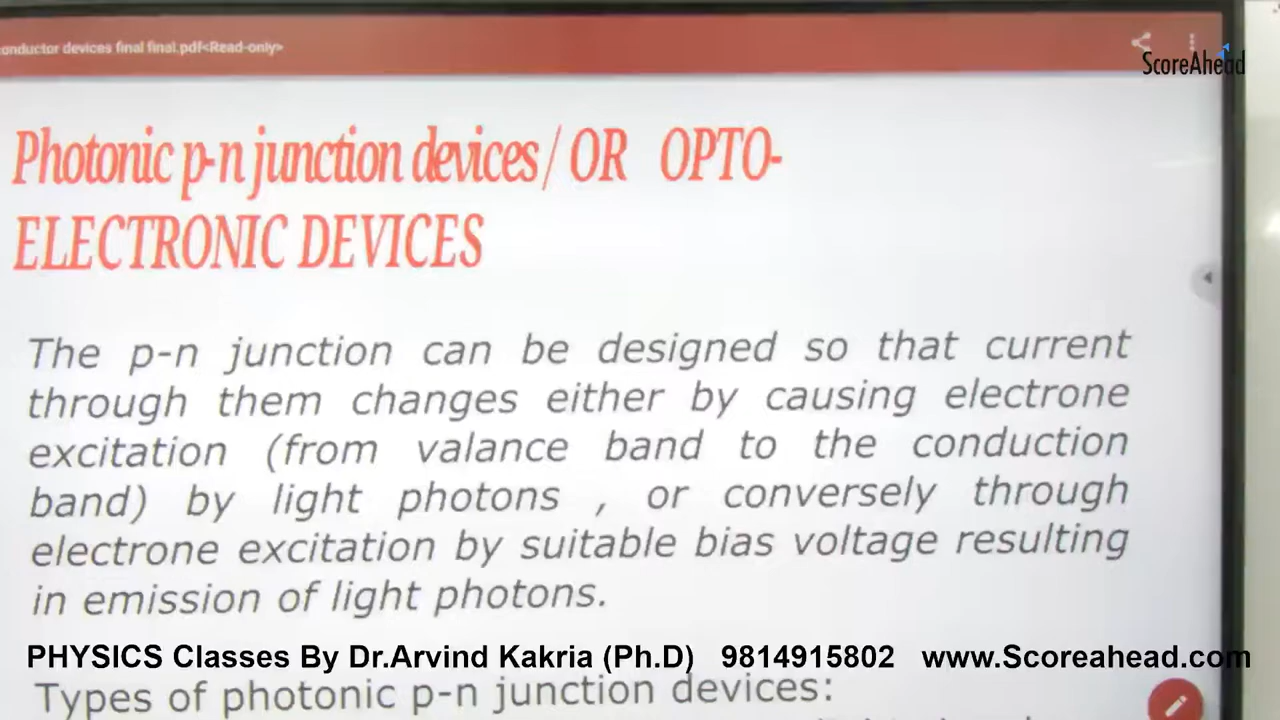 onductor devices final final.pdf<Read-only>
ScoreAhead
Photonic p-n junction devices / OR OPTO-
ELECTRONIC DEVICES
The p-n junction can be designed so that current
through them changes either by causing electrone
excitation (from valance band to the conduction
band) by light photons , or conversely through
electrone excitation by suitable bias voltage resulting
in emission of light photons.
PHYSICS Classes By Dr.Arvind Kakria (Ph.D) 9814915802 www.Scoreahead.com
Types of photonic p-n junction devices: